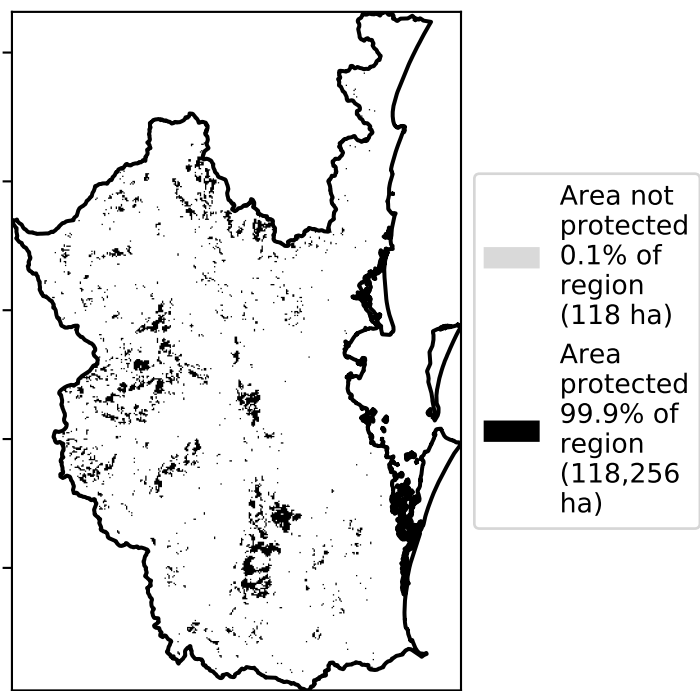 Area not
protected
0.1% of
region
(118 ha)
Area
protected
99.9% of
region
(118,256
ha)